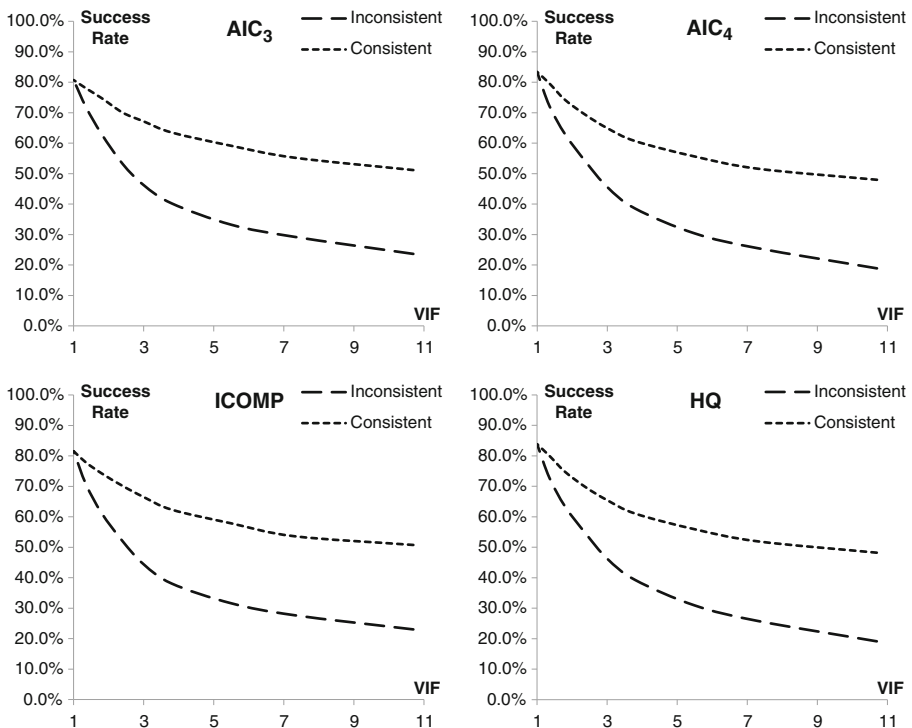 100.0%
90.0%
80.0%
70.0%
60.0%
50.0%
40.0%
30.0%
20.0%
10.0%
0.0%
Success
Rate
AIC3
Inconsistent
Consistent
VIF
1 3 5 7 9 11
100.0%
90.0%
80.0%
70.0%
60.0%
50.0%
40.0%
30.0%
20.0%
10.0%
0.0%
Success
Rate
AIC4
Inconsistent
Consistent
VIF
1 3 5 7 9 11
100.0%
90.0%
80.0%
70.0%
60.0%
50.0%
40.0%
30.0%
20.0%
10.0%
0.0%
Success
Rate
ICOMP
Inconsistent
Consistent
VIF
1 3 5 7 9 11
100.0%
90.0%
80.0%
70.0%
60.0%
50.0%
40.0%
30.0%
20.0%
10.0%
0.0%
Success
Rate
HQ
Inconsistent
Consistent
VIF
1 3 5 7 9 11